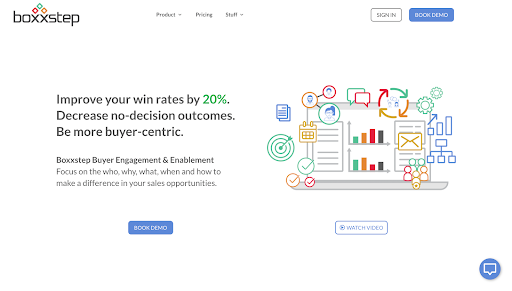 boxxstep
Product
Pricing
Stuff
SIGN IN
BOOK DEMO
Improve your win rates by 20%.
Decrease no-decision outcomes.
Be more buyer-centric.
Boxxstep Buyer Engagement & Enablement
Focus on the who, why, what, when and how to
make a difference in your sales opportunities.
BOOK DEMO
WATCH VIDEO